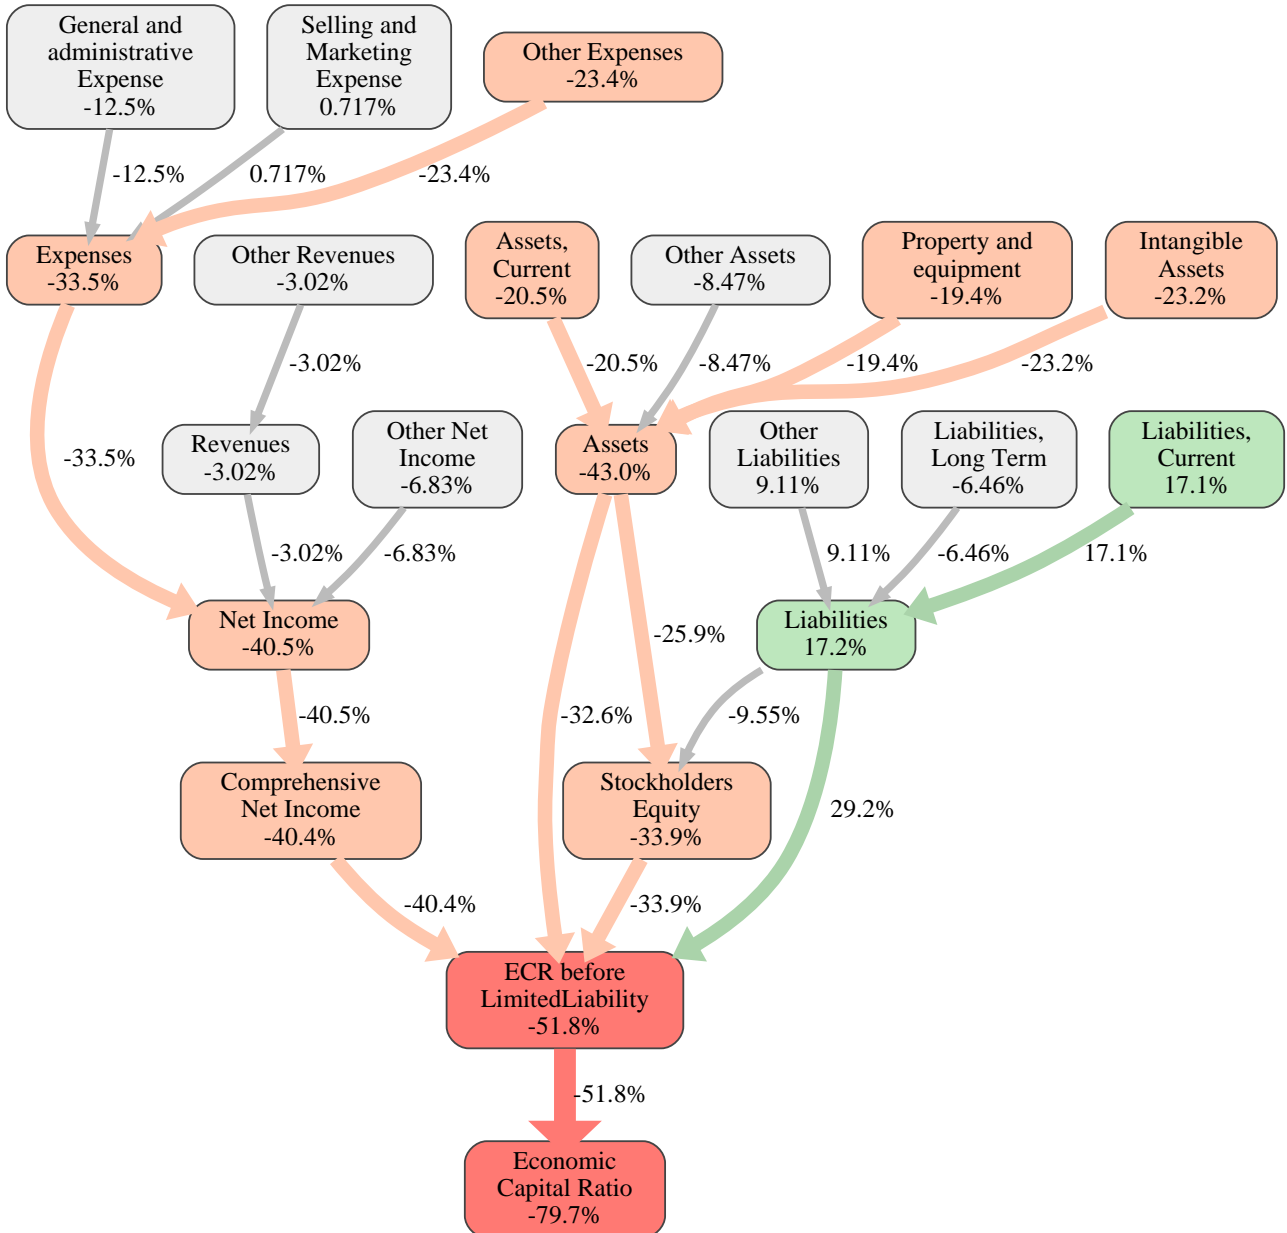 General and
administrative
Expense
-12.5%
Selling and
Marketing
Expense
0.717%
Other Expenses
-23.4%
-12.5%
0.717%
-23.4%
Expenses
-33.5%
Other Revenues
-3.02%
Assets,
Current
-20.5%
Other Assets
-8.47%
Property and
equipment
-19.4%
Intangible
Assets
-23.2%
-3.02%
-20.5%
-8.47%
-19.4%
-23.2%
-33.5%
Revenues
-3.02%
Other Net
Income
-6.83%
Assets
-43.0%
Other
Liabilities
9.11%
Liabilities,
Long Term
-6.46%
Liabilities,
Current
17.1%
-3.02%
-6.83%
9.11%
-6.46%
17.1%
Net Income
-40.5%
-25.9%
Liabilities
17.2%
-40.5%
-32.6%
-9.55%
Comprehensive
Net Income
-40.4%
Stockholders
Equity
-33.9%
29.2%
-40.4%
-33.9%
ECR before
LimitedLiability
-51.8%
-51.8%
Economic
Capital Ratio
-79.7%